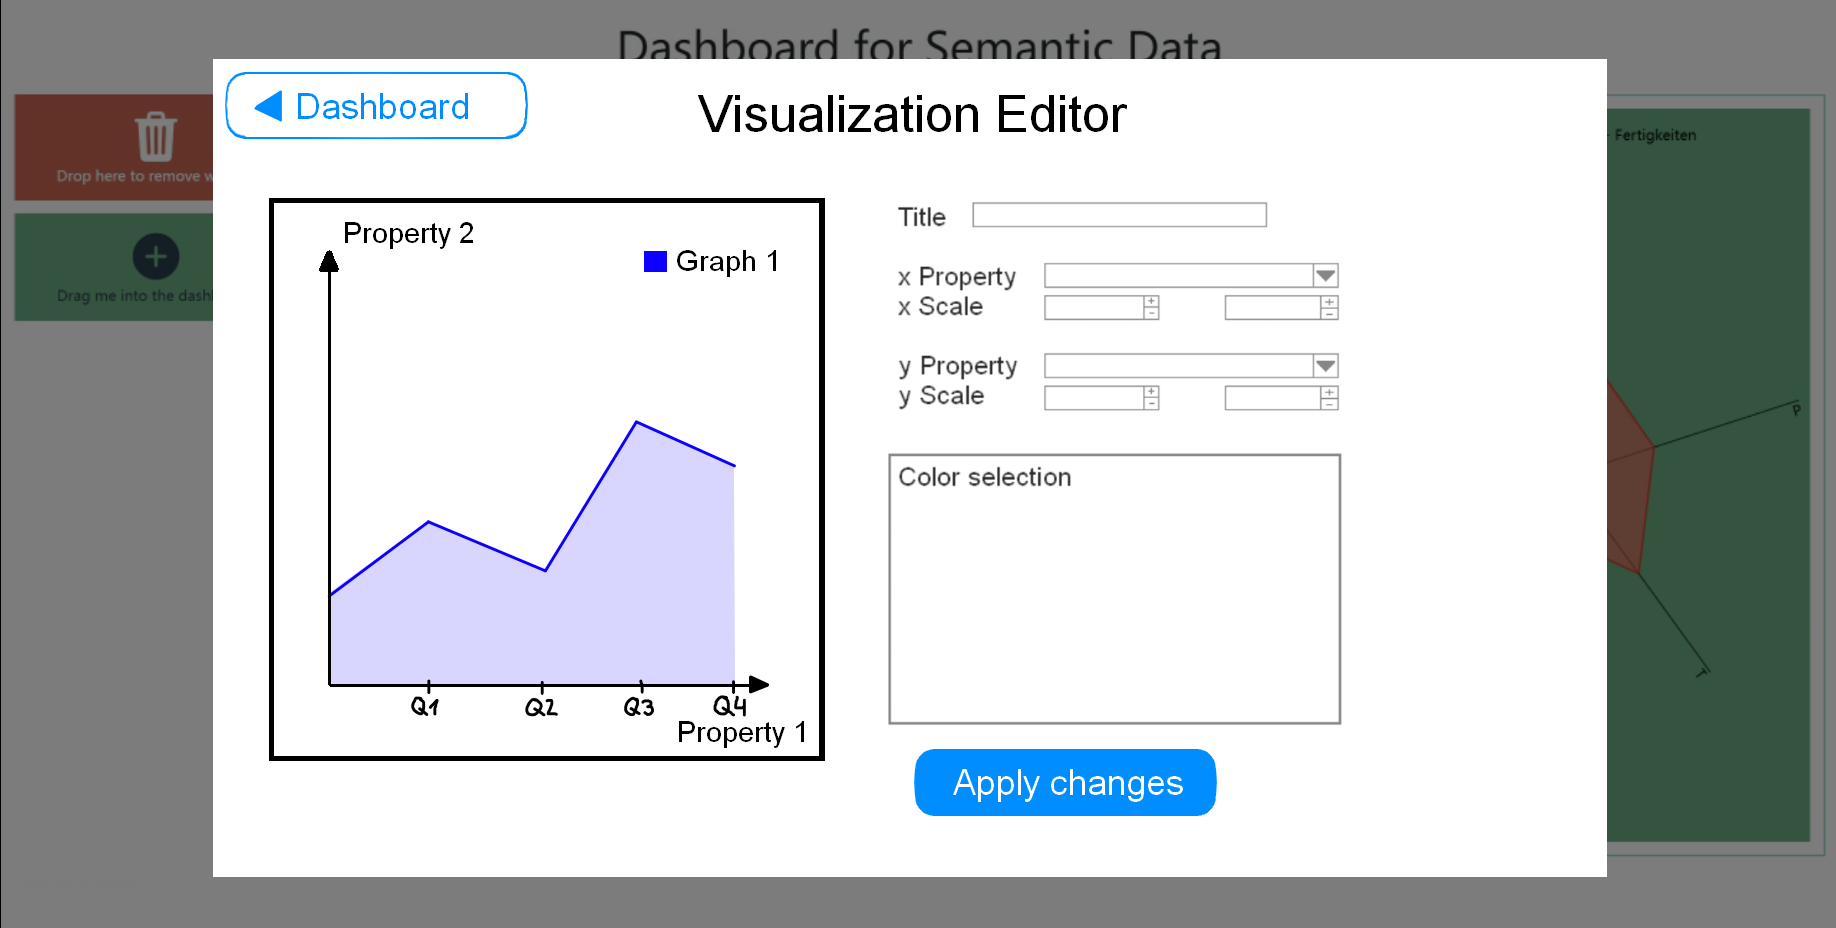 Dashboard for Semantic Data
Dashboard
Visualization Editor
Drop here to remove w
Drag me into the dash
- Fertigkeiten
Property 2
Graph 1
Q1 Q2 Q3 Q4
Property 1
Title
x Property
x Scale
y Property
y Scale
Color selection
Apply changes
P
T